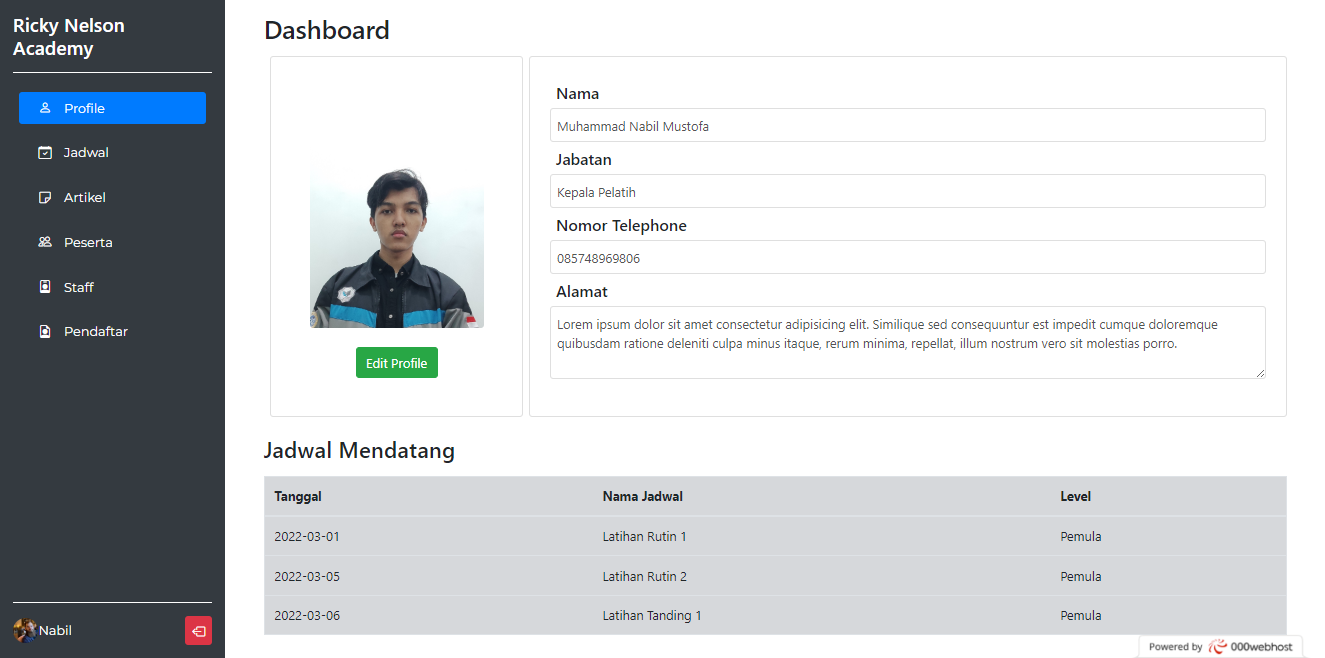 Ricky Nelson
Academy
Profile
Jadwal
Artikel
Peserta
Staff
Pendaftar
Nabil
Dashboard
Edit Profile
Nama
Muhammad Nabil Mustofa
Jabatan
Kepala Pelatih
Nomor Telephone
085748969806
Alamat
Lorem ipsum dolor sit amet consectetur adipisicing elit. Similique sed consequuntur est impedit cumque doloremque
quibusdam ratione deleniti culpa minus itaque, rerum minima, repellat, illum nostrum vero sit molestias porro.
Jadwal Mendatang
Tanggal Nama Jadwal Level
2022-03-01 Latihan Rutin 1 Pemula
2022-03-05 Latihan Rutin 2 Pemula
2022-03-06 Latihan Tanding 1 Pemula
Powered by 000webhost